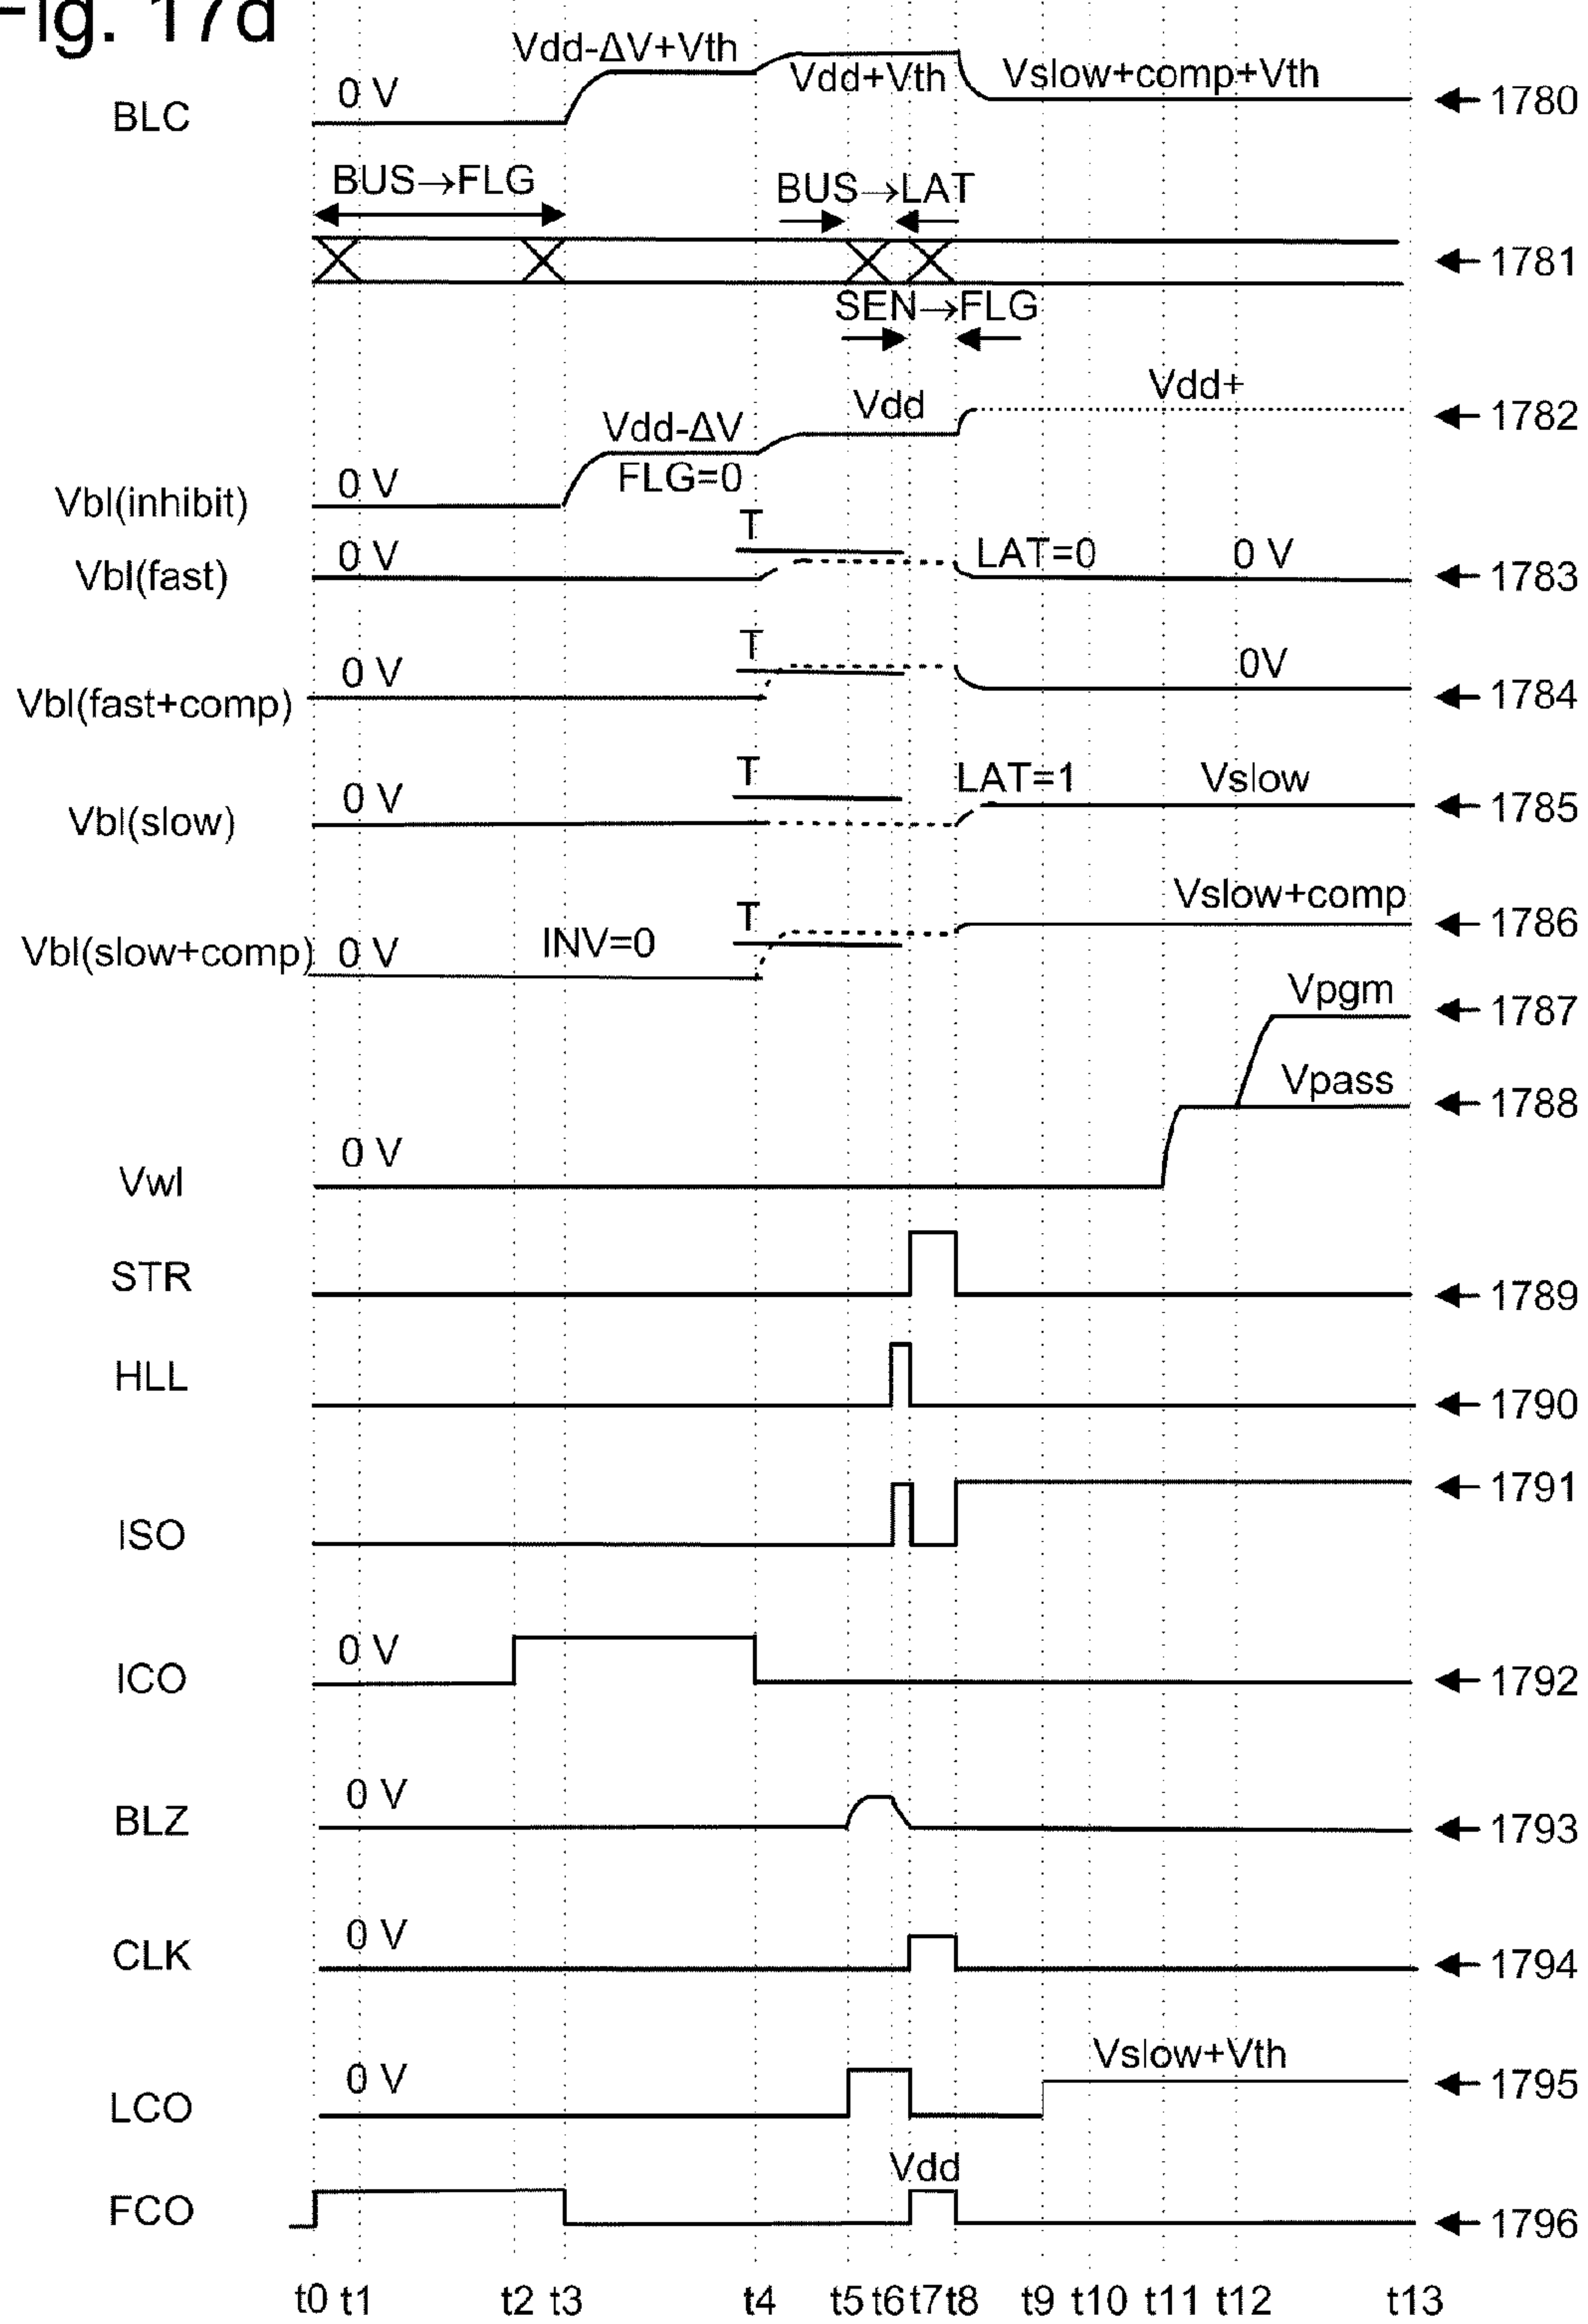 Fig. 17d
Vdd-ΔV+Vth
Vdd+Vth
Vslow+comp+Vth
0 V
BLC
1780
BUS→FLG
BUS→LAT
1781
SEN→FLG
Vdd+
Vdd
1782
Vdd-ΔV
FLG=0
0 V
Vbl(inhibit)
T
0 V
LAT=0
0 V
Vbl(fast)
1783
T
0 V
0V
Vbl(fast+comp)
1784
T
LAT=1
Vslow
0 V
Vbl(slow)
1785
Vslow+comp
T
1786
INV=0
Vbl(slow+comp)
0 V
Vpgm
1787
Vpass
1788
0 V
Vwl
STR
1789
HLL
1790
1791
ISO
0 V
ICO
1792
0 V
BLZ
1793
0 V
CLK
1794
Vslow+Vth
0 V
1795
LCO
Vdd
FCO
1796
t0 t1 t2 t3 t4 t5 t6 t7 t8 t9 t10 t11 t12 t13